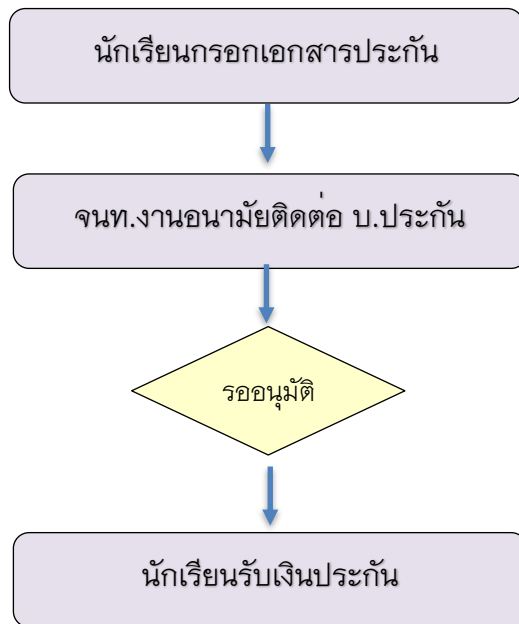 นักเรียนกรอกเอกสารประกัน
จนท.งานอนามัยติดต่อ บ.ประกัน
รออนุมัติ
นักเรียนรับเงินประกัน